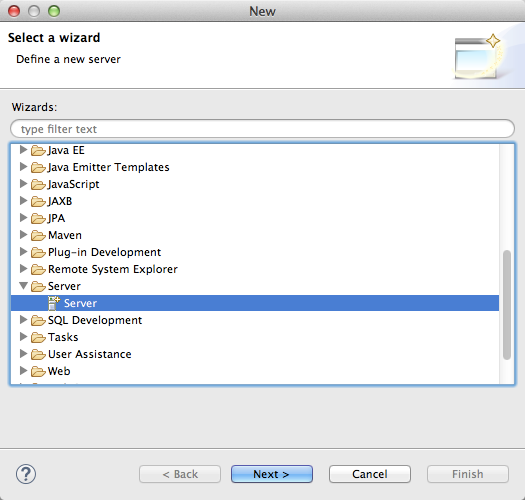 New
Select a wizard
Define a new server
Wizards:
type filter text
Java EE
Java Emitter Templates
JavaScript
JAXB
JPA
Maven
Plug-in Development
Remote System Explorer
Server
Server
SQL Development
Tasks
User Assistance
Web
?
< Back
Next >
Cancel
Finish